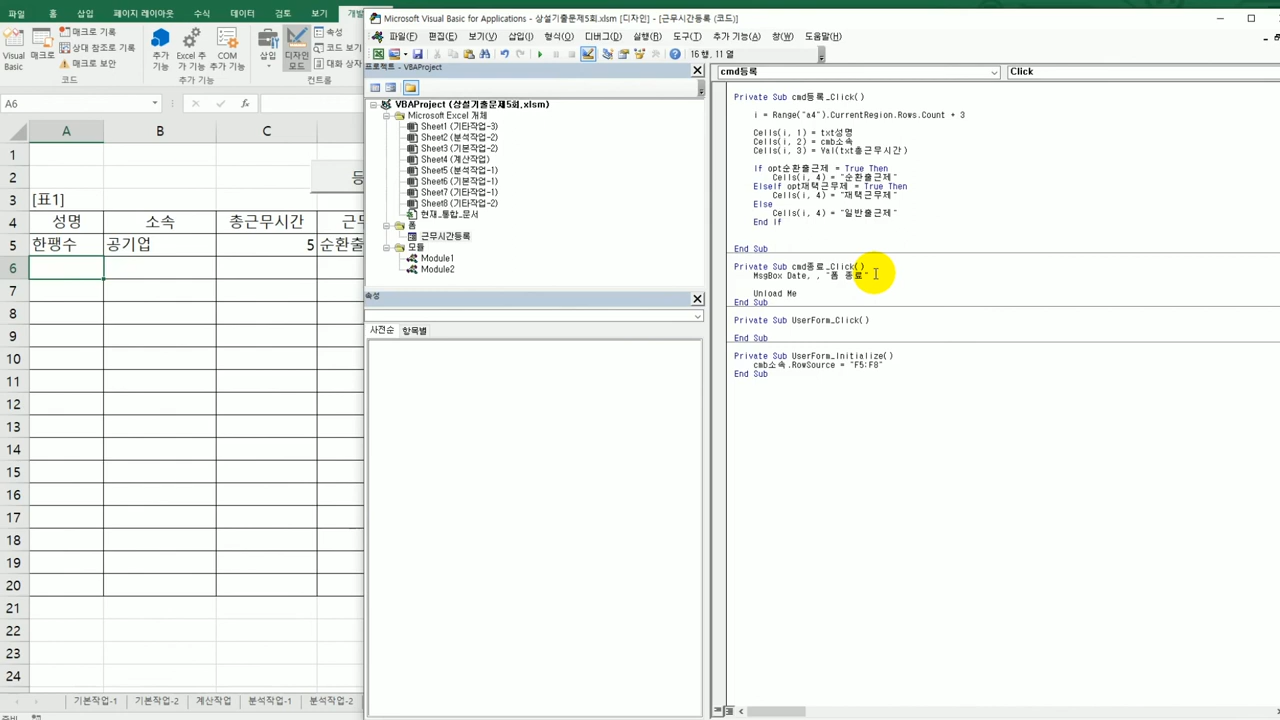 파일
홈
삽입
페이지 레이아웃
수식
데이터
검토
보기
개발
Visual Basic
매크로
매크로 기록
상대 참조로 기록
매크로 보안
코드
추가 기능
Excel 추가 기능
COM 추가 기능
추가 기능
삽입
디자인 모드
속성
코드 보기
대화 상자
컨트롤
A6
fx
A B C
1
2
3 [표1]
4 성명 소속 총근무시간
5 한팽수 공기업 5 순환출
6
7
8
9
10
11
12
13
14
15
16
17
18
19
20
21
22
23
24
기본작업-1 기본작업-2 계산작업 분석작업-1 분석작업-2
Microsoft Visual Basic for Applications - 상설기출문제5회.xlsm [디자인] - [근무시간등록 (코드)]
파일(F) 편집(E) 보기(V) 삽입(I) 형식(O) 디버그(D) 실행(R) 도구(T) 추가 기능(A) 창(W) 도움말(H)
16 행, 11 열
프로젝트 - VBAProject
VBAProject (상설기출문제5회.xlsm)
Microsoft Excel 개체
Sheet1 (기타작업-3)
Sheet2 (분석작업-2)
Sheet3 (기타작업-2)
Sheet4 (계산작업)
Sheet5 (분석작업-1)
Sheet6 (기본작업-1)
Sheet7 (기타작업-1)
Sheet8 (기본작업-2)
현재_통합_문서
폼
근무시간등록
모듈
Module1
Module2
속성
사전순 항목별
cmd등록 Click
Private Sub cmd등록_Click()
i = Range("a4").CurrentRegion.Rows.Count + 3
Cells(i, 1) = txt성명
Cells(i, 2) = cmb소속
Cells(i, 3) = Val(txt총근무시간)
If opt순환출근제 = True Then
Cells(i, 4) = "순환출근제"
ElseIf opt재택근무제 = True Then
Cells(i, 4) = "재택근무제"
Else
Cells(i, 4) = "일반출근제"
End If
End Sub
Private Sub cmd종료_Click()
MsgBox Date, , "폼 종료"
Unload Me
End Sub
Private Sub UserForm_Click()
End Sub
Private Sub UserForm_Initialize()
cmb소속.RowSource = "F5:F8"
End Sub